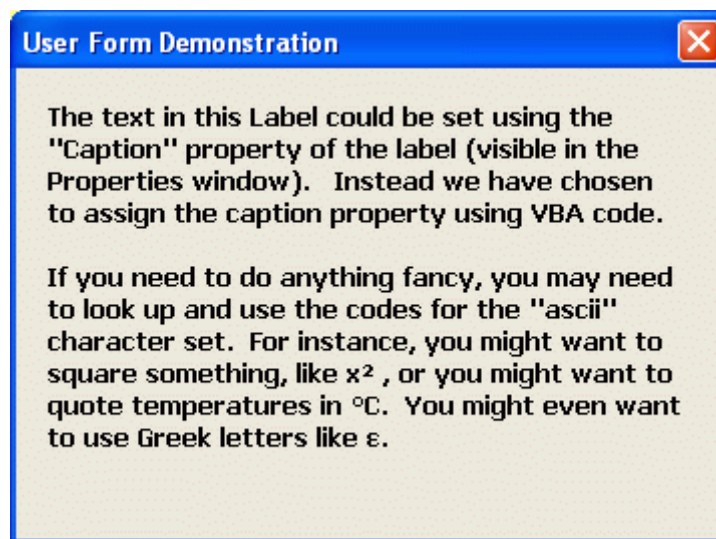 User Form Demonstration
The text in this Label could be set using the
"Caption" property of the label (visible in the
Properties window).   Instead we have chosen
to assign the caption property using VBA code.
If you need to do anything fancy, you may need
to look up and use the codes for the "ascii"
character set.  For instance, you might want to
square something, like x² , or you might want to
quote temperatures in ºC.  You might even want
to use Greek letters like ε.